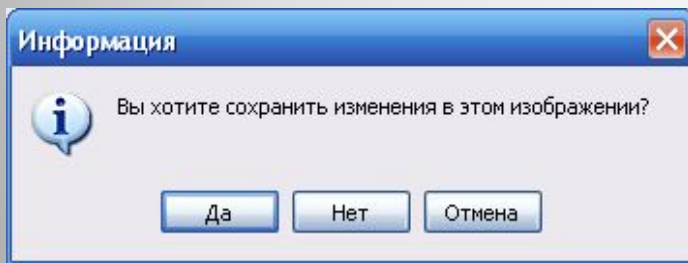 Информация
Вы хотите сохранить изменения в этом изображении?
Да Нет Отмена